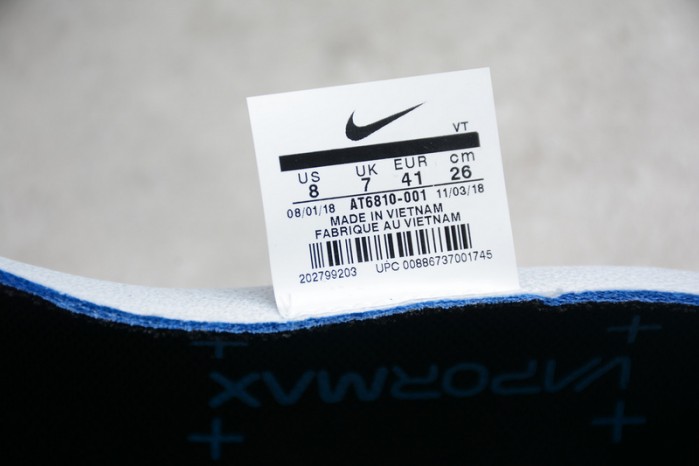 VT
US UK EUR cm
8 7 41 26
08/01/18 AT6810-001 11/03/18
MADE IN VIETNAM
FABRIQUE AU VIETNAM
202799203 UPC 00886737001745
VAPORMAX